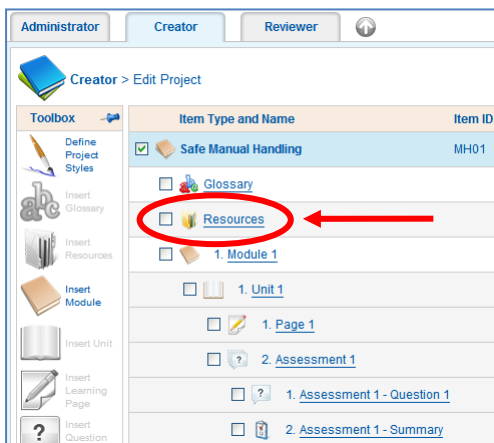 Administrator Creator Reviewer
Creator > Edit Project
Toolbox Item Type and Name Item ID
Define
Project
Styles
Safe Manual Handling MH01
Insert
Glossary
Glossary
Insert
Resources
Resources
1. Module 1
Insert
Module
1. Unit 1
Insert Unit
1. Page 1
Insert
Learning
Page
2. Assessment 1
1. Assessment 1 - Question 1
Insert
Question
2. Assessment 1 - Summary